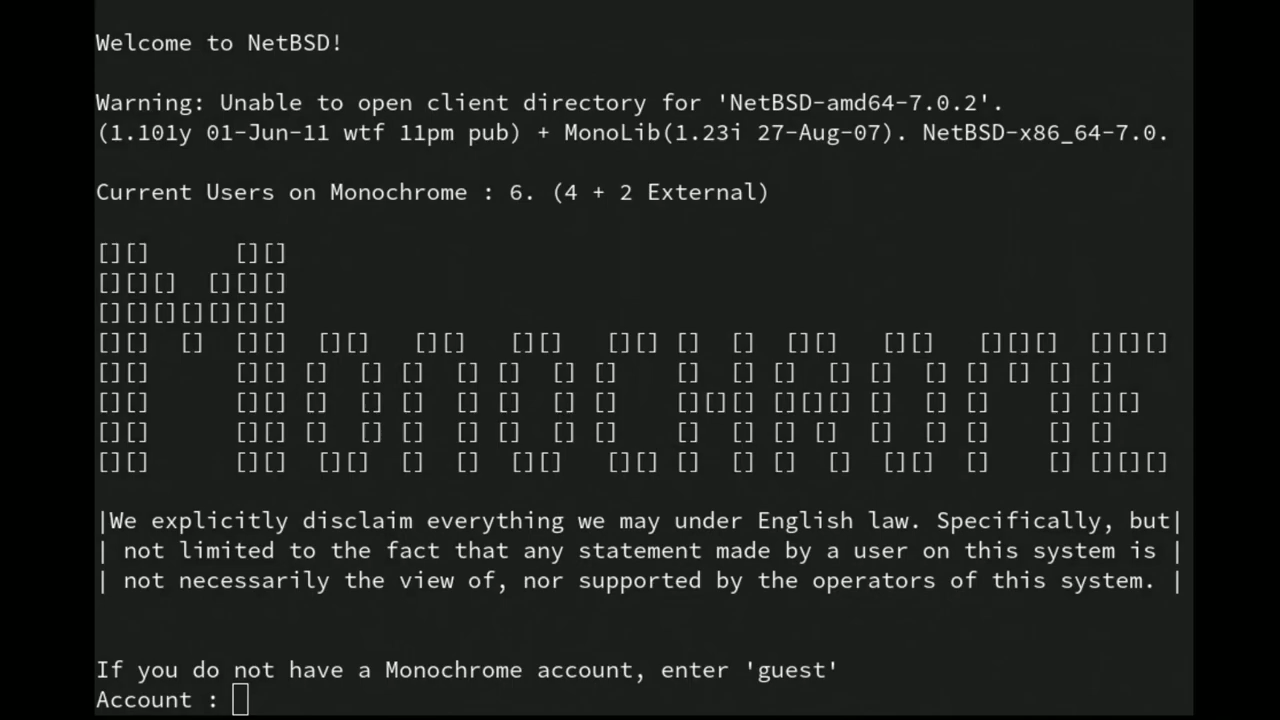 Welcome to NetBSD!
Warning: Unable to open client directory for 'NetBSD-amd64-7.0.2'.
(1.101y 01-Jun-11 wtf 11pm pub) + MonoLib(1.23i 27-Aug-07). NetBSD-x86_64-7.0.
Current Users on Monochrome : 6. (4 + 2 External)
MONOCHROME
|We explicitly disclaim everything we may under English law. Specifically, but|
| not limited to the fact that any statement made by a user on this system is |
| not necessarily the view of, nor supported by the operators of this system. |
If you do not have a Monochrome account, enter 'guest'
Account :